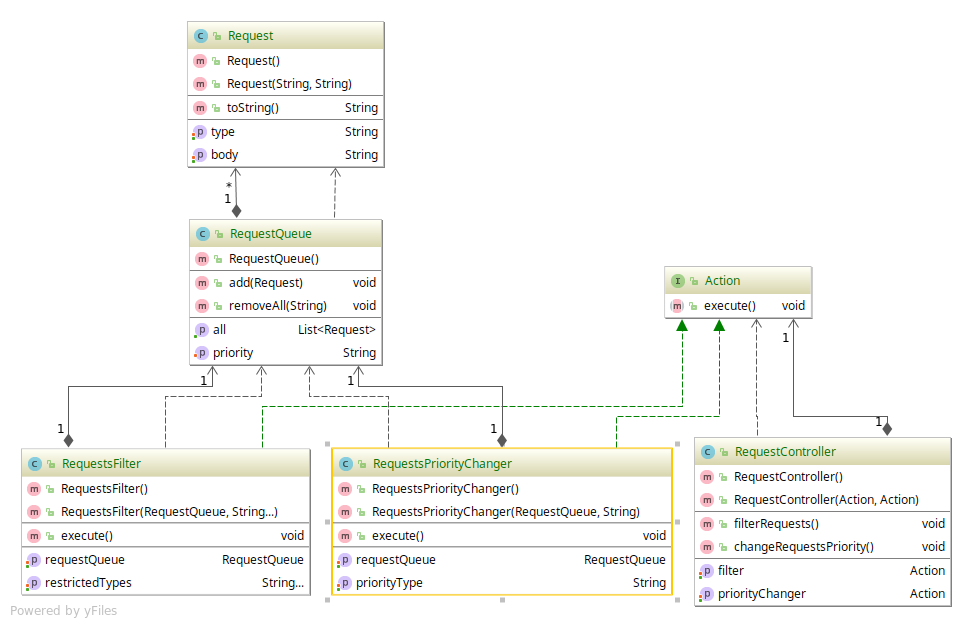 C Request
m Request()
m Request(String, String)
m toString() String
p type String
p body String
*
1
C RequestQueue
m RequestQueue()
m add(Request) void
m removeAll(String) void
p all List<Request>
p priority String
I Action
m execute() void
1
1
1
1
1
1
C RequestsFilter
m RequestsFilter()
m RequestsFilter(RequestQueue, String...)
m execute() void
p requestQueue RequestQueue
p restrictedTypes String...
C RequestsPriorityChanger
m RequestsPriorityChanger()
m RequestsPriorityChanger(RequestQueue, String)
m execute() void
p requestQueue RequestQueue
p priorityType String
C RequestController
m RequestController()
m RequestController(Action, Action)
m filterRequests() void
m changeRequestsPriority() void
p filter Action
p priorityChanger Action
Powered by yFiles